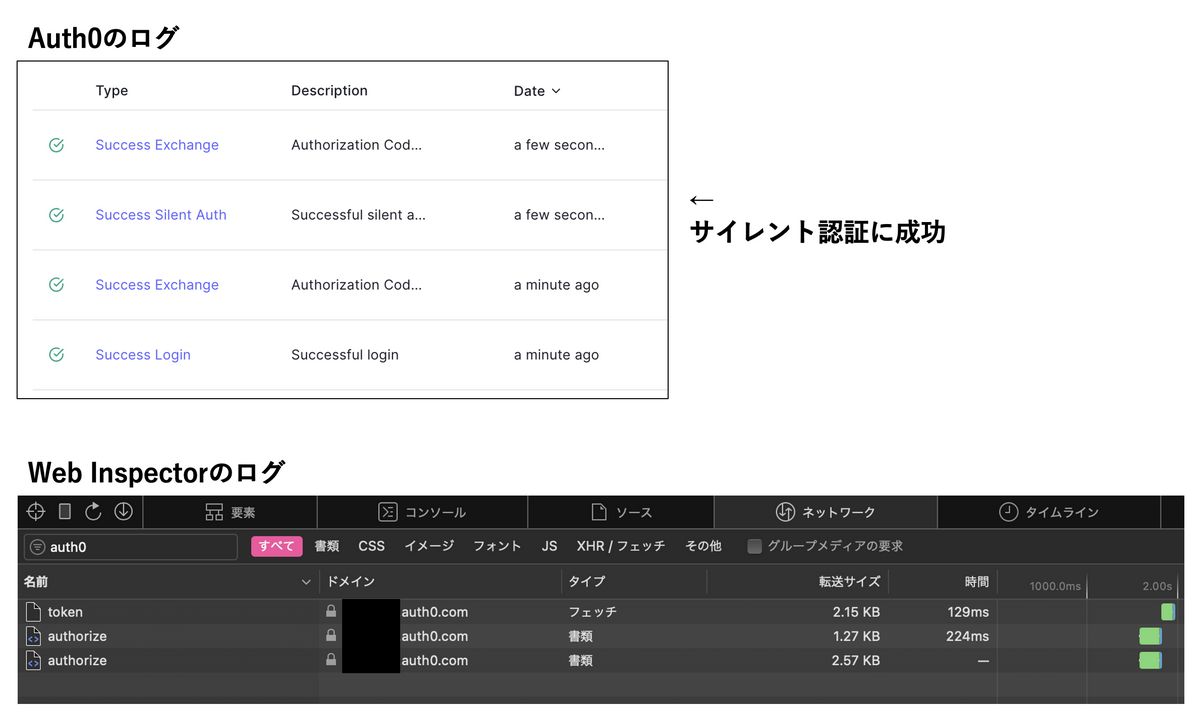 Auth0のログ
Type Description Date
Success Exchange Authorization Cod... a few secon...
Success Silent Auth Successful silent a... a few secon...
Success Exchange Authorization Cod... a minute ago
Success Login Successful login a minute ago
←
サイレント認証に成功
Web Inspectorのログ
要素 コンソール ソース ネットワーク タイムライン
auth0 すべて 書類 CSS イメージ フォント JS XHR / フェッチ その他 グループメディアの要求
名前 ドメイン タイプ 転送サイズ 時間 1000.0ms 2.00s
token auth0.com フェッチ 2.15 KB 129ms
authorize auth0.com 書類 1.27 KB 224ms
authorize auth0.com 書類 2.57 KB —